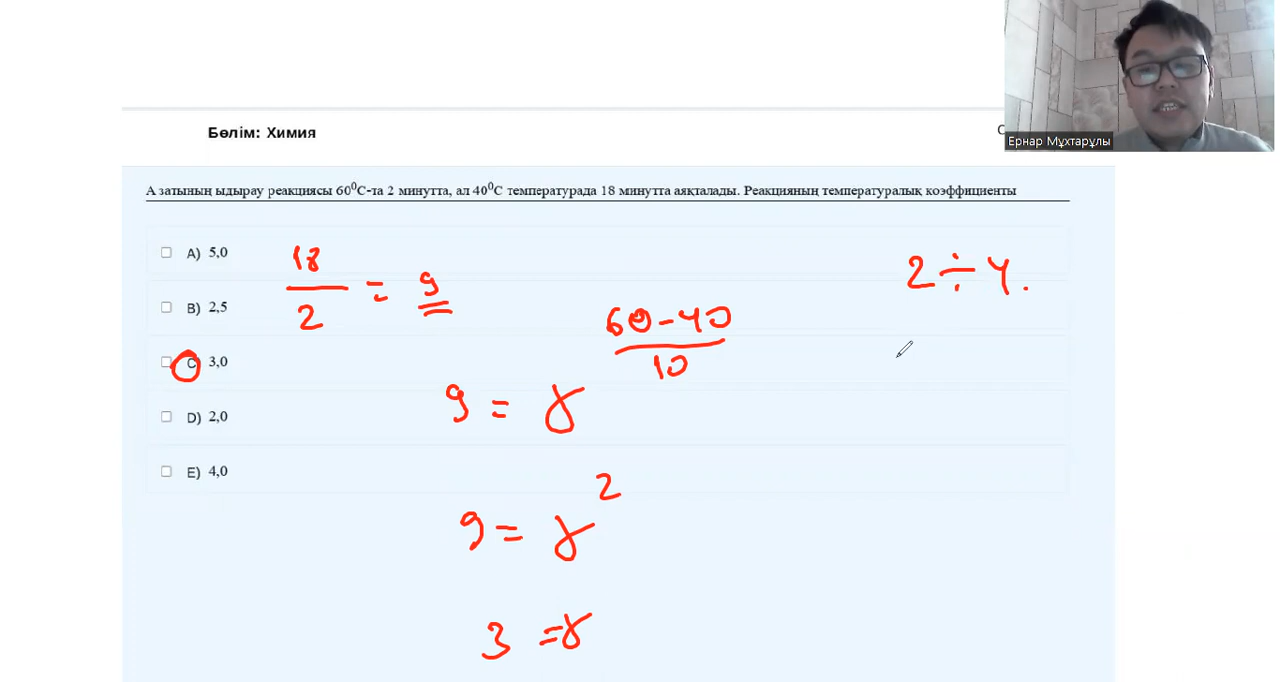 Бөлім: Химия
С
Ернар Мұхтарұлы
А затының ыдырау реакциясы 60⁰С-та 2 минутта, ал 40⁰С температурада 18 минутта аяқталады. Реакцияның температуралық коэффициенты
A) 5,0
B) 2,5
C) 3,0
D) 2,0
E) 4,0
18/2 = 9
2 ÷ 4.
9 = γ^((60-40)/10)
9 = γ²
3 = γ